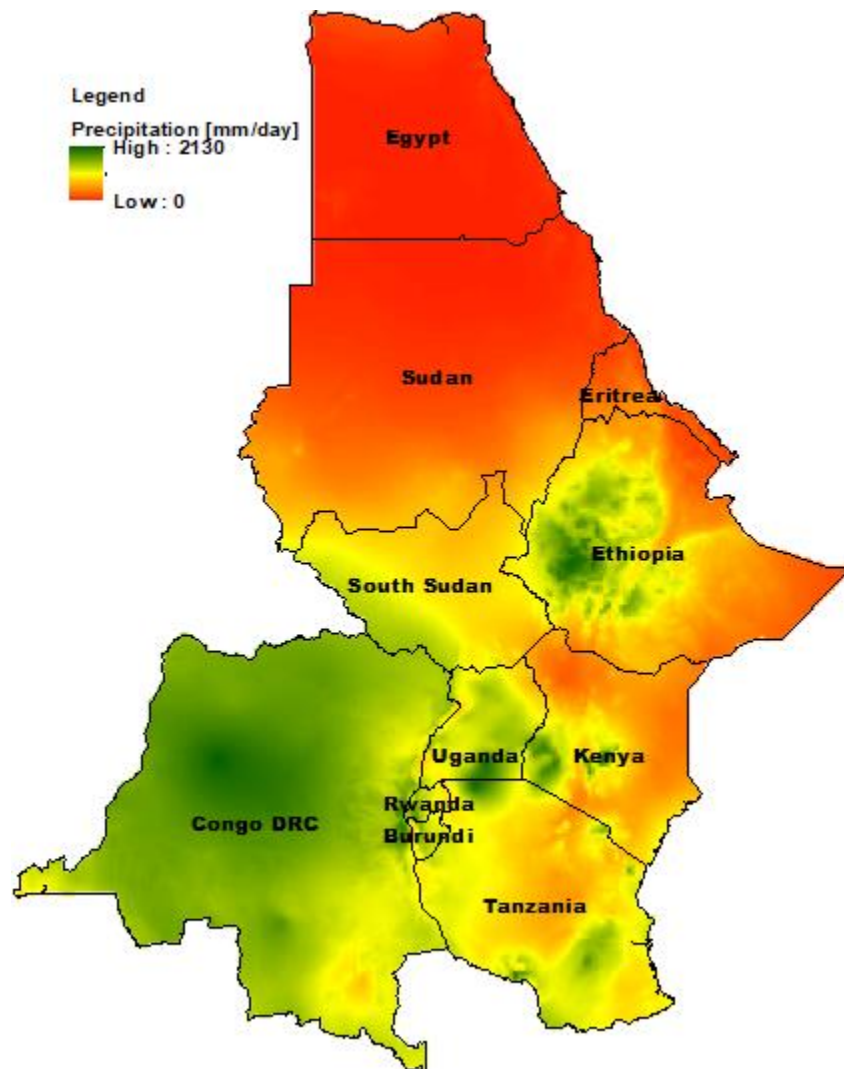 Legend
Precipitation [mm/day]
High : 2130
Low : 0
Egypt
Sudan
Eritrea
Ethiopia
South Sudan
Uganda
Kenya
Rwanda
Congo DRC
Burundi
Tanzania